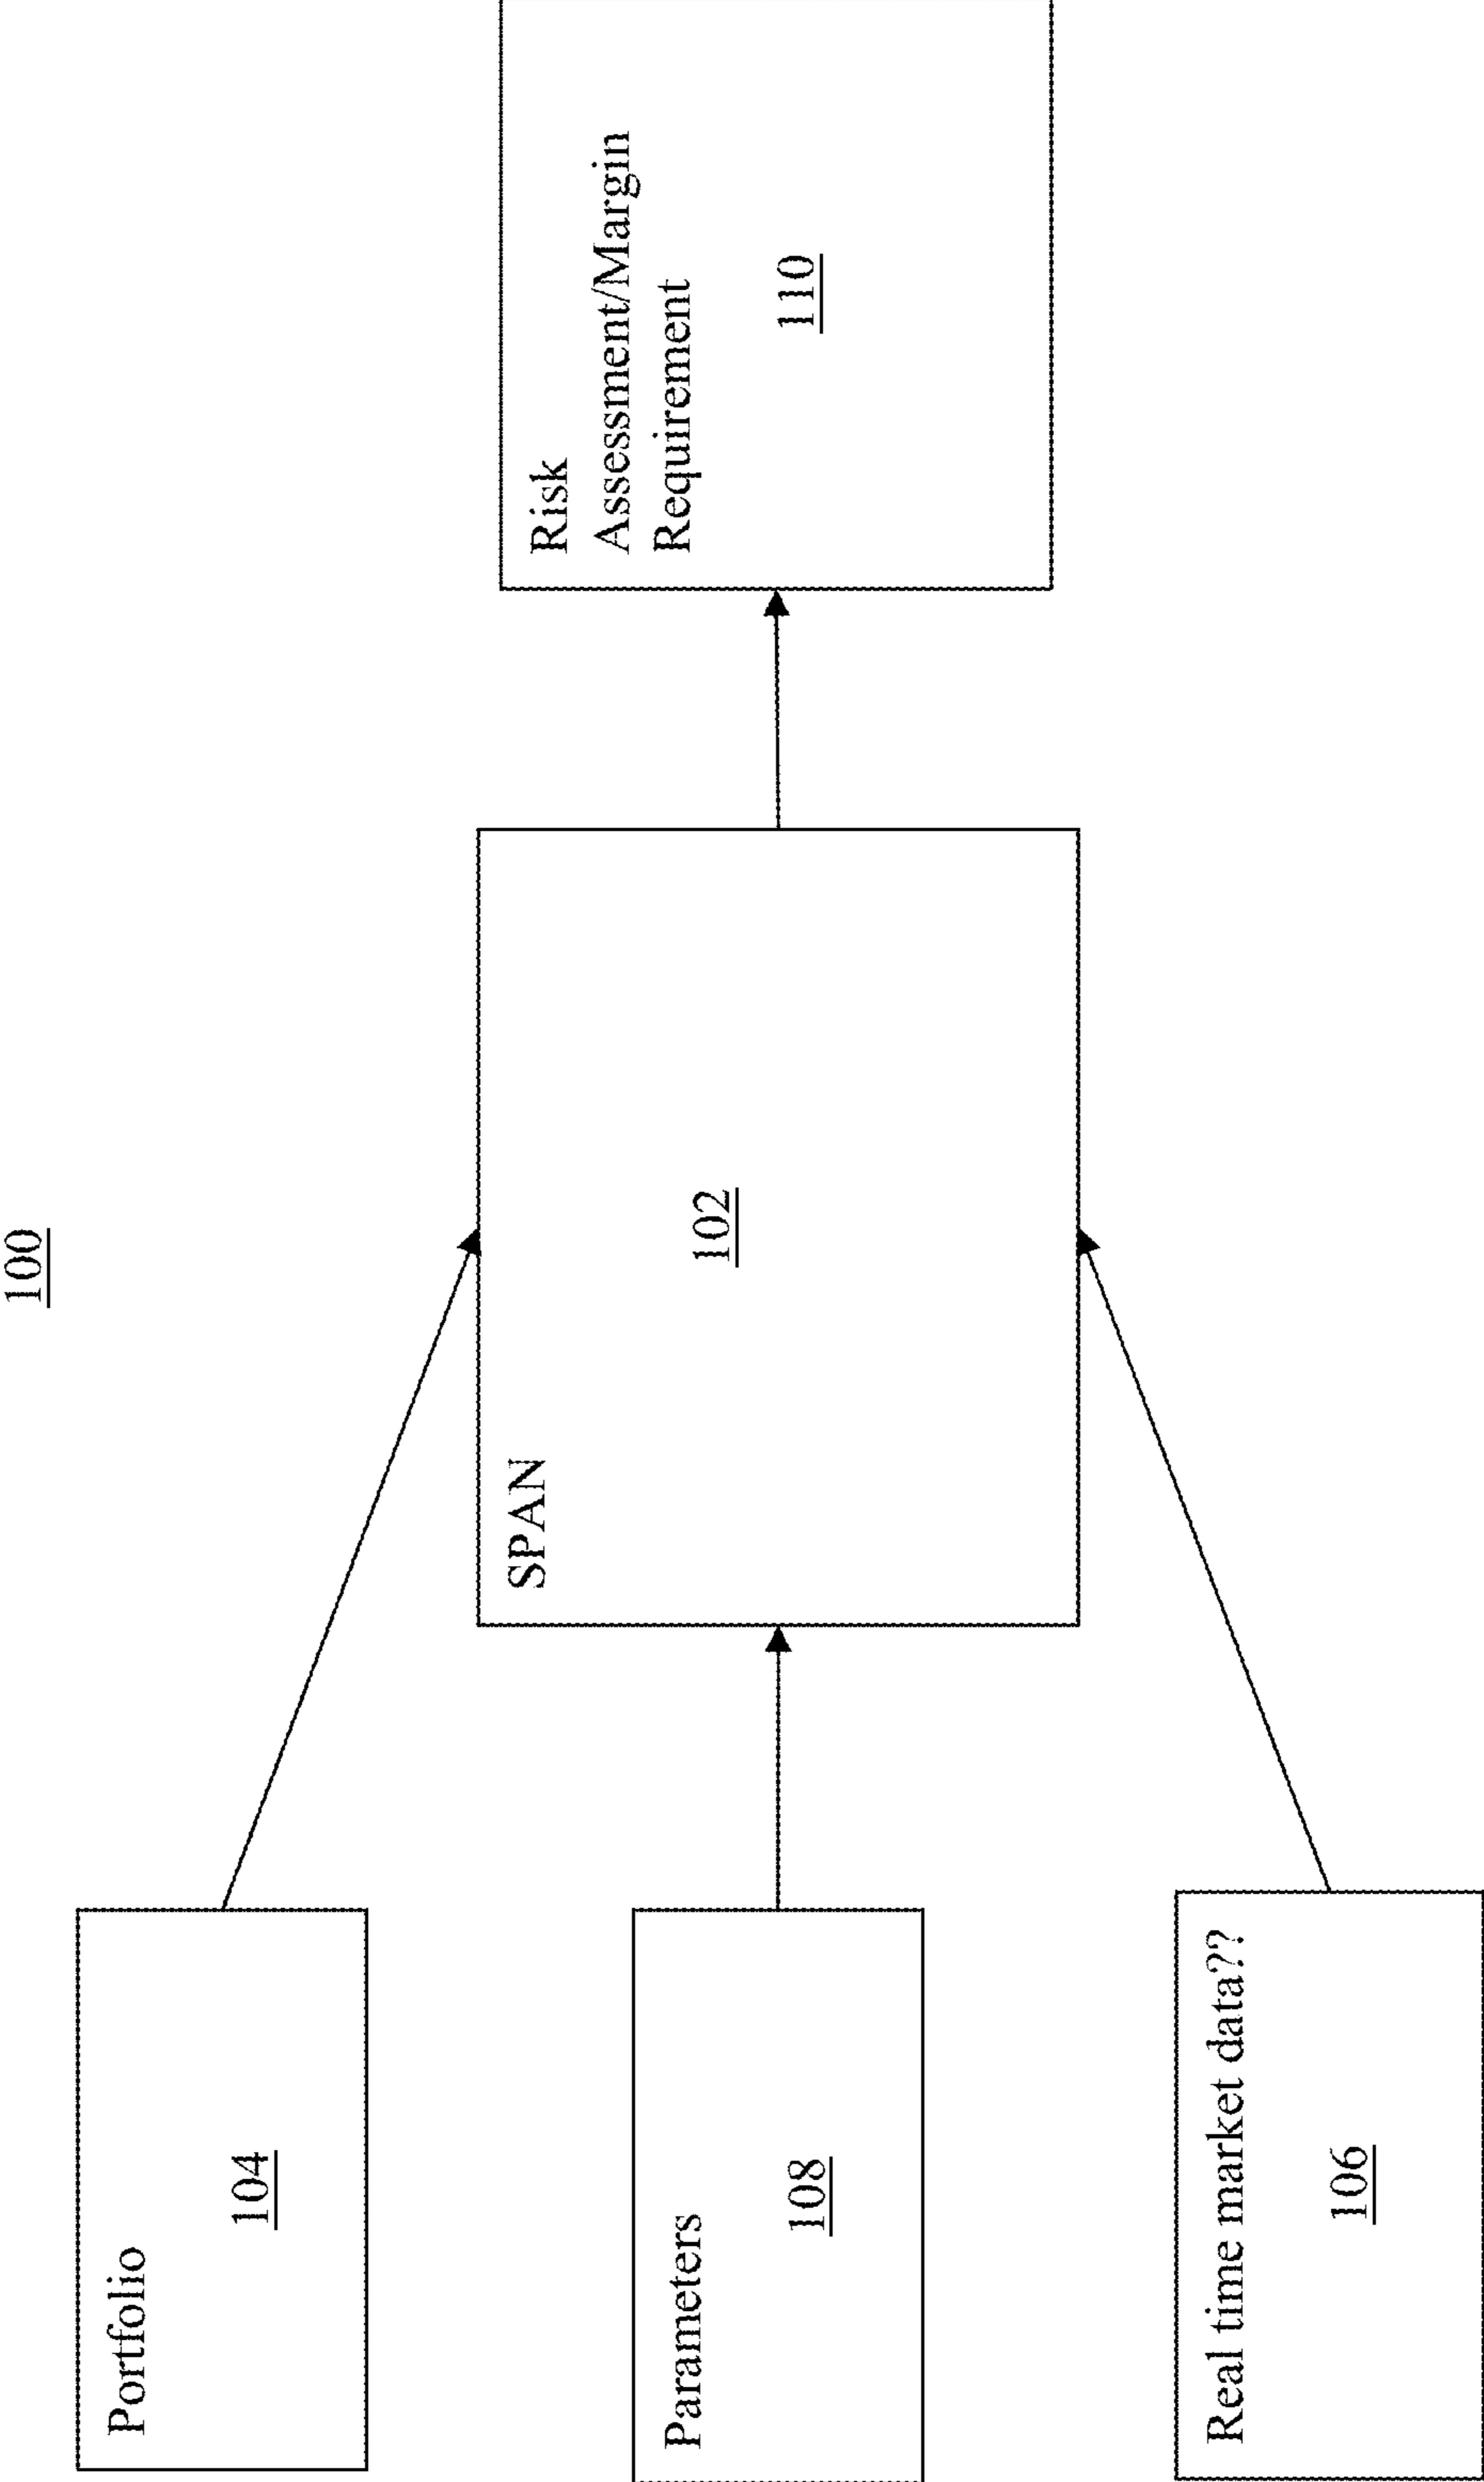 100
Portfolio
104
Parameters
108
Real time market data??
106
SPAN
102
Risk
Assessment/Margin
Requirement
110